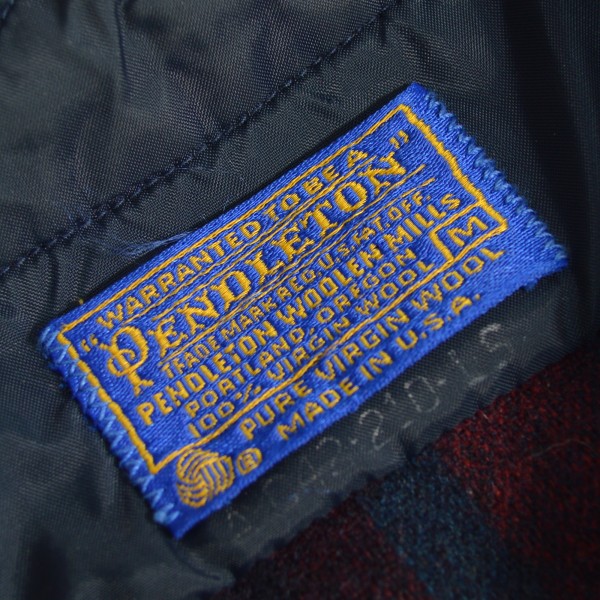 WARRANTED TO BE A
"PENDLETON"
TRADE MARK REG. U.S. PAT. OFF.
PENDLETON WOOLEN MILLS
PORTLAND, OREGON
100% VIRGIN WOOL
M
PURE VIRGIN WOOL
® MADE IN U.S.A.